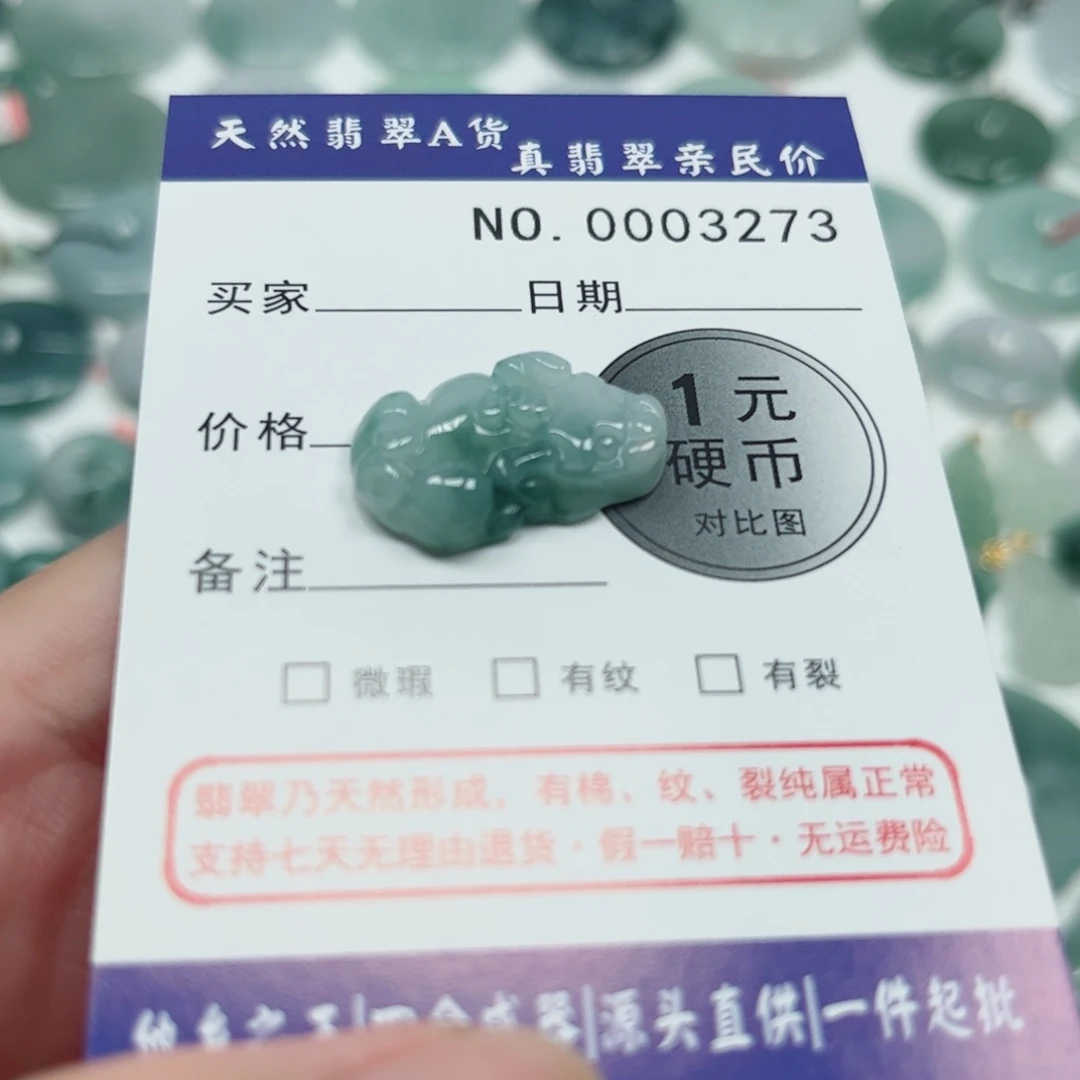 天然翡翠A货
真翡翠亲民价
NO. 0003273
买家 日期
价格
1元
硬币
对比图
备注
微瑕 有纹 有裂
翡翠乃天然形成，有棉、纹、裂纯属正常
支持七天无理由退货·假一赔十·无运费险
源头直供|一件起批